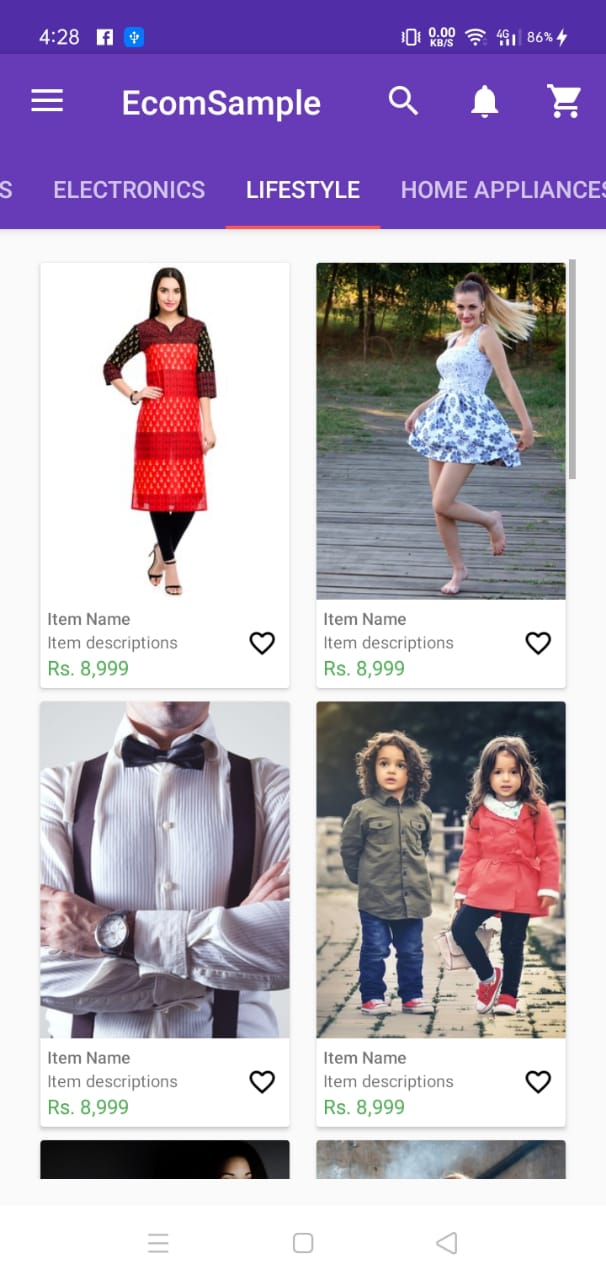 4:28 0.00 KB/S 4G 86%
EcomSample
S ELECTRONICS LIFESTYLE HOME APPLIANCES
Item Name
Item descriptions
Rs. 8,999
Item Name
Item descriptions
Rs. 8,999
Item Name
Item descriptions
Rs. 8,999
Item Name
Item descriptions
Rs. 8,999